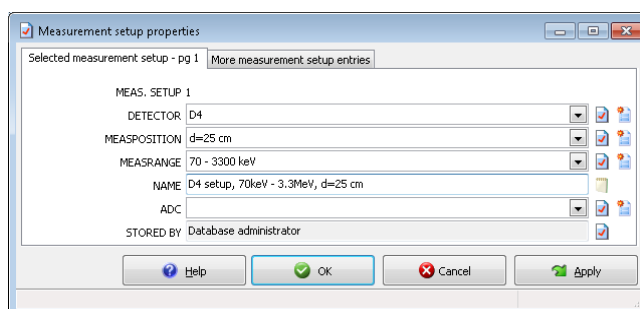 Measurement setup properties
Selected measurement setup - pg 1 More measurement setup entries
MEAS. SETUP 1
DETECTOR D4
MEASPOSITION d=25 cm
MEASRANGE 70 - 3300 keV
NAME D4 setup, 70keV - 3.3MeV, d=25 cm
ADC
STORED BY Database administrator
Help OK Cancel Apply